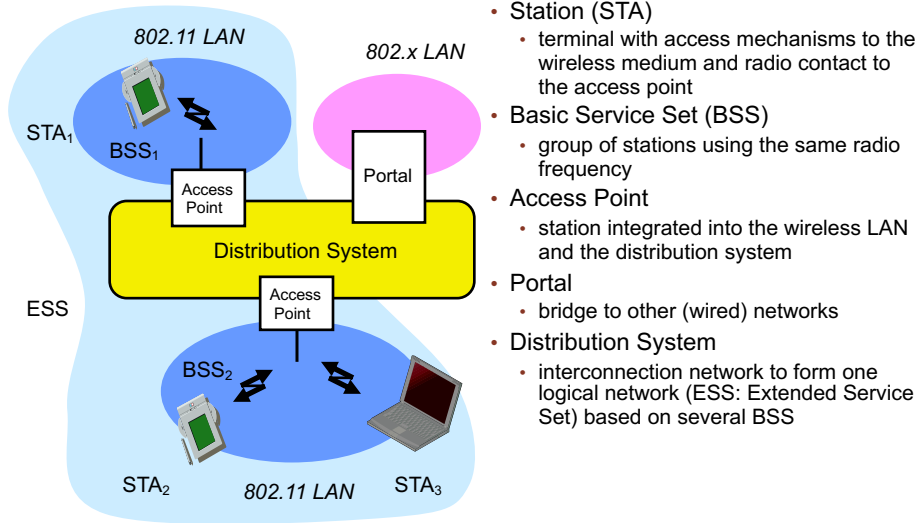 802.11 LAN
802.x LAN
STA₁
BSS₁
Access
Point
Portal
Distribution System
Access
Point
ESS
BSS₂
STA₂
802.11 LAN
STA₃
• Station (STA)
• terminal with access mechanisms to the
wireless medium and radio contact to
the access point
• Basic Service Set (BSS)
• group of stations using the same radio
frequency
• Access Point
• station integrated into the wireless LAN
and the distribution system
• Portal
• bridge to other (wired) networks
• Distribution System
• interconnection network to form one
logical network (ESS: Extended Service
Set) based on several BSS